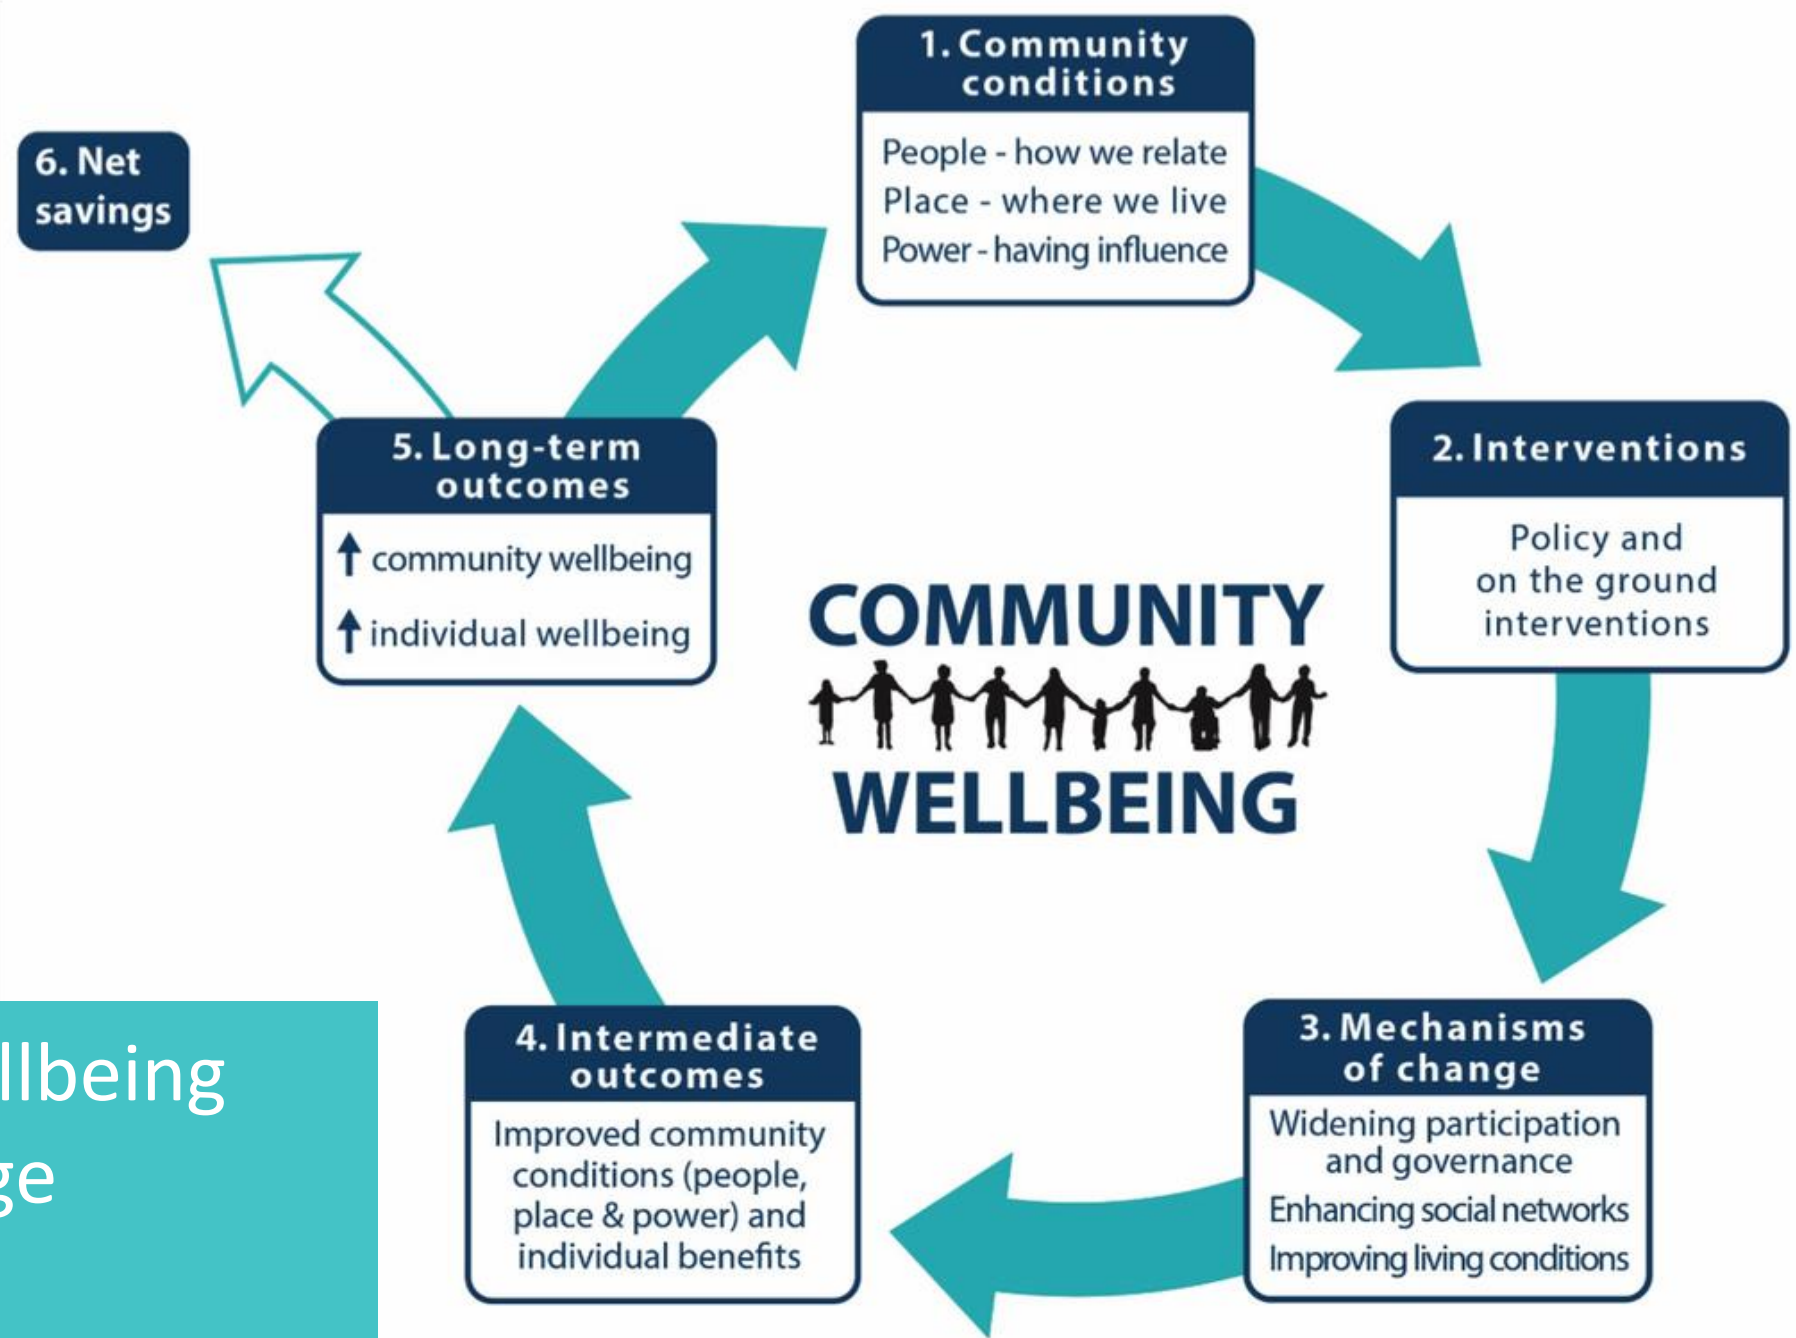 1. Community
conditions
People - how we relate
Place - where we live
Power - having influence
6. Net
savings
2. Interventions
Policy and
on the ground
interventions
5. Long-term
outcomes
community wellbeing
individual wellbeing
COMMUNITY
WELLBEING
3. Mechanisms
of change
Widening participation
and governance
Enhancing social networks
Improving living conditions
4. Intermediate
outcomes
Improved community
conditions (people,
place & power) and
individual benefits
llbeing
ge